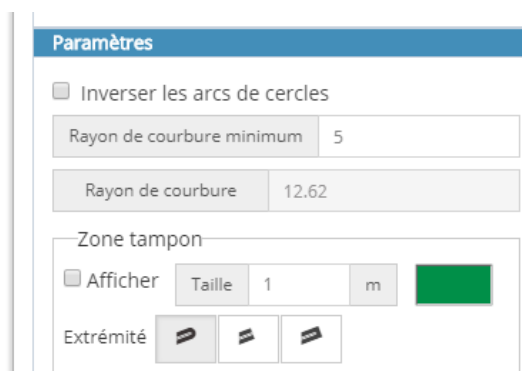 Paramètres
Inverser les arcs de cercles
Rayon de courbure minimum 5
Rayon de courbure 12.62
Zone tampon
Afficher Taille 1 m
Extrémité